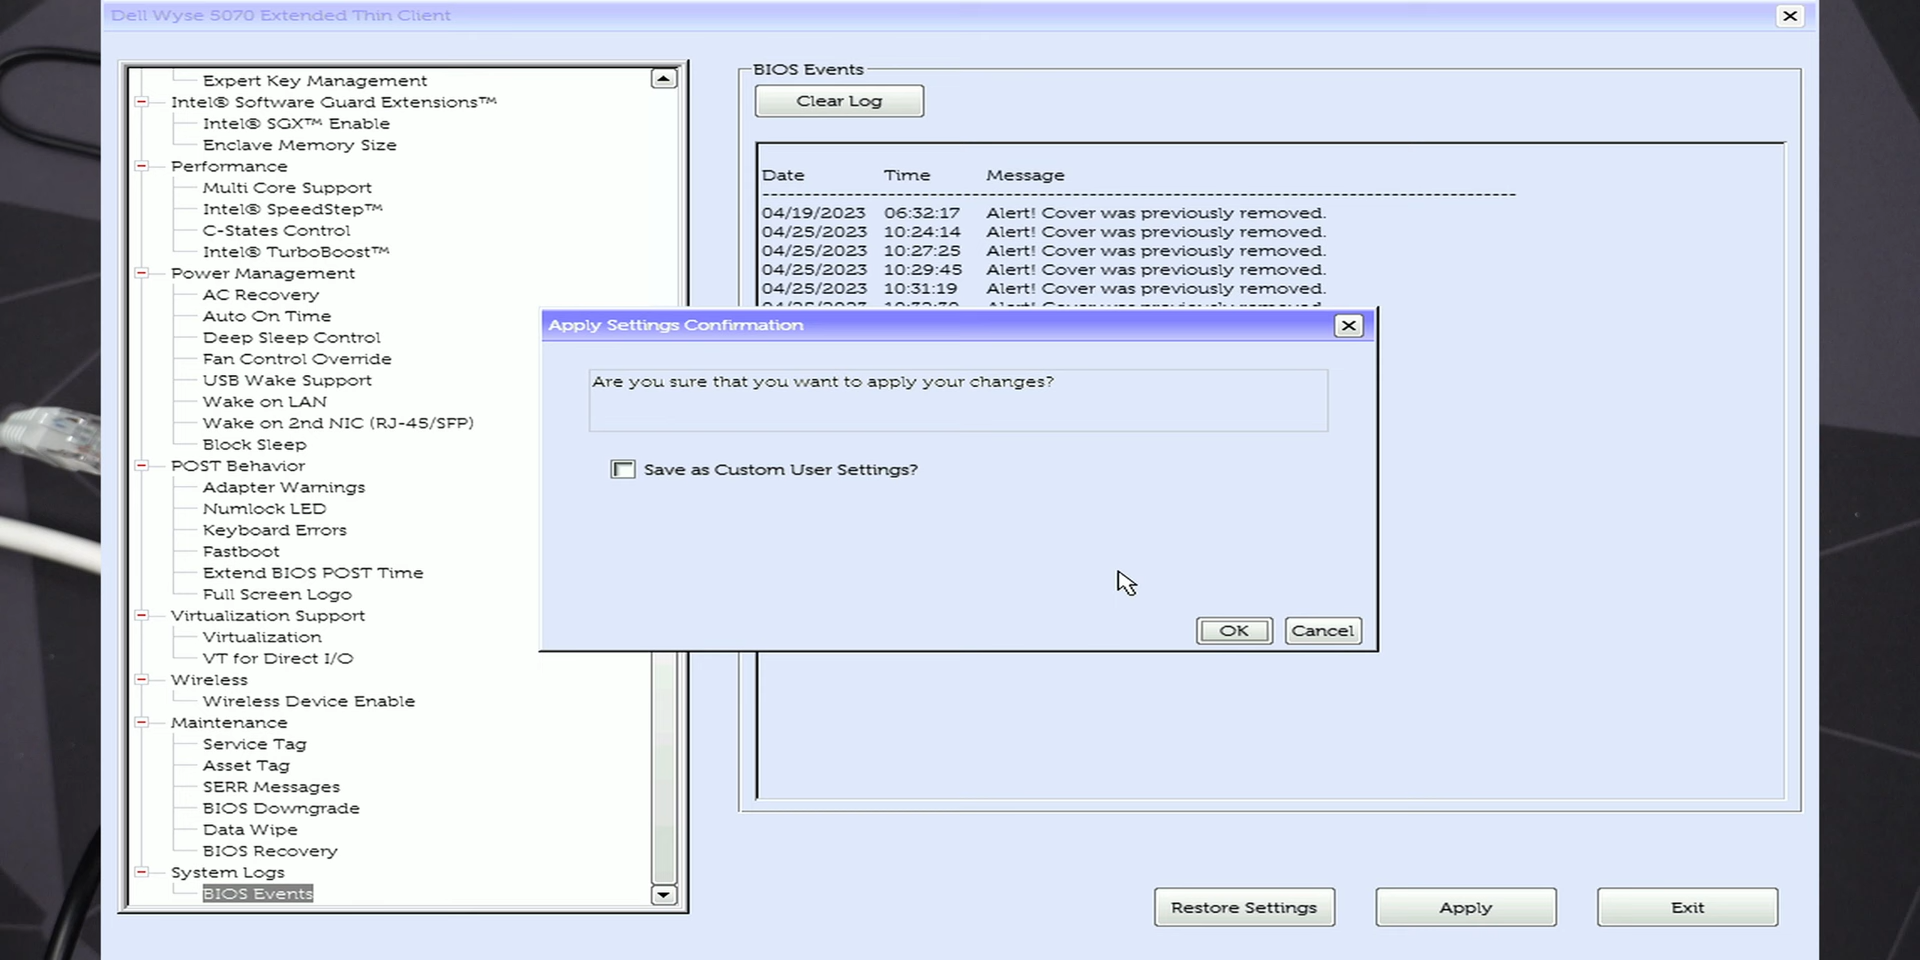 Dell Wyse 5070 Extended Thin Client
Expert Key Management
Intel® Software Guard Extensions™
Intel® SGX™ Enable
Enclave Memory Size
Performance
Multi Core Support
Intel® SpeedStep™
C-States Control
Intel® TurboBoost™
Power Management
AC Recovery
Auto On Time
Deep Sleep Control
Fan Control Override
USB Wake Support
Wake on LAN
Wake on 2nd NIC (RJ-45/SFP)
Block Sleep
POST Behavior
Adapter Warnings
Numlock LED
Keyboard Errors
Fastboot
Extend BIOS POST Time
Full Screen Logo
Virtualization Support
Virtualization
VT for Direct I/O
Wireless
Wireless Device Enable
Maintenance
Service Tag
Asset Tag
SERR Messages
BIOS Downgrade
Data Wipe
BIOS Recovery
System Logs
BIOS Events
BIOS Events
Clear Log
Date Time Message
04/19/2023 06:32:17 Alert! Cover was previously removed.
04/25/2023 10:24:14 Alert! Cover was previously removed.
04/25/2023 10:27:25 Alert! Cover was previously removed.
04/25/2023 10:29:45 Alert! Cover was previously removed.
04/25/2023 10:31:19 Alert! Cover was previously removed.
Apply Settings Confirmation
Are you sure that you want to apply your changes?
Save as Custom User Settings?
OK Cancel
Restore Settings Apply Exit